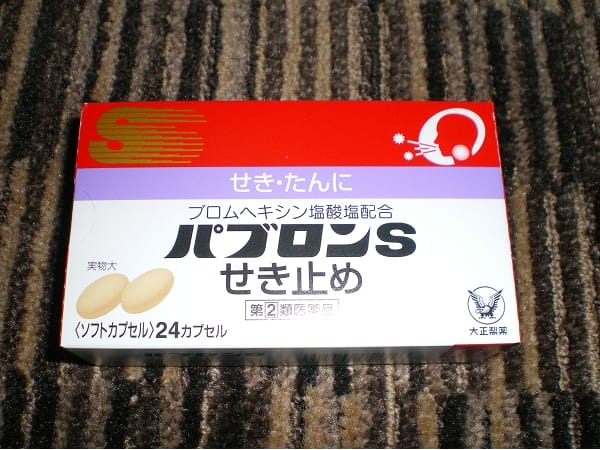 S
せき・たんに
ブロムヘキシン塩酸塩配合
パブロンS
せき止め
実物大
第②類医薬品
〈ソフトカプセル〉24カプセル
大正製薬